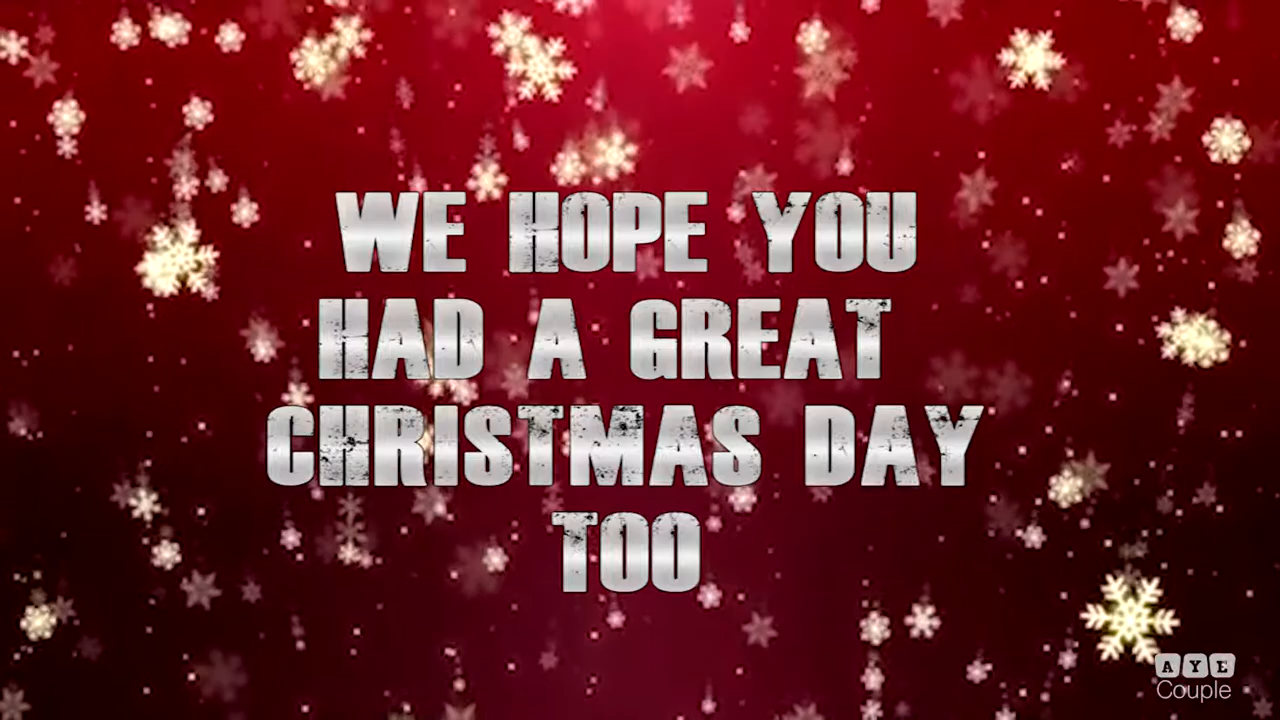 WE HOPE YOU
HAD A GREAT
CHRISTMAS DAY
TOO
AYE
Couple